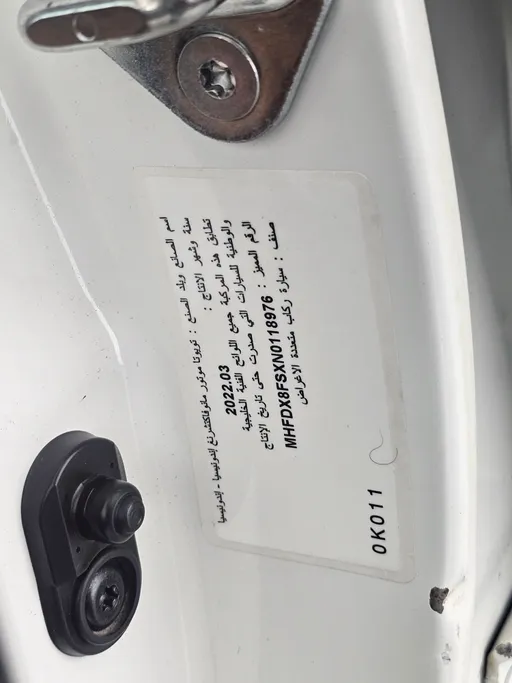 اسم الصانع وبلد الصنع : تويوتا موتور مانوفاكتشرنغ إندونيسيا - إندونيسيا
سنة وشهر الإنتاج : 2022.03
تطابق هذه المركبة جميع اللوائح الفنية الخليجية
والوطنية للسيارات التي صدرت حتى تاريخ الإنتاج
الرقم المميز : MHFDX8FSXN0118976
صنف : سيارة ركاب متعددة الاغراض
0K011